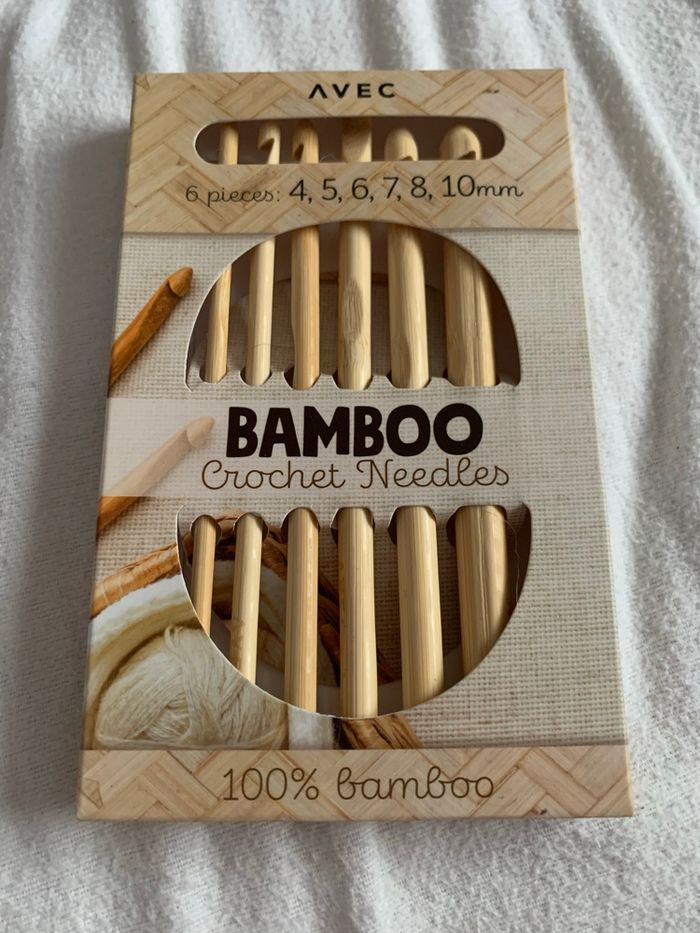 AVEC
6 pieces: 4, 5, 6, 7, 8, 10mm
BAMBOO
Crochet Needles
100% bamboo